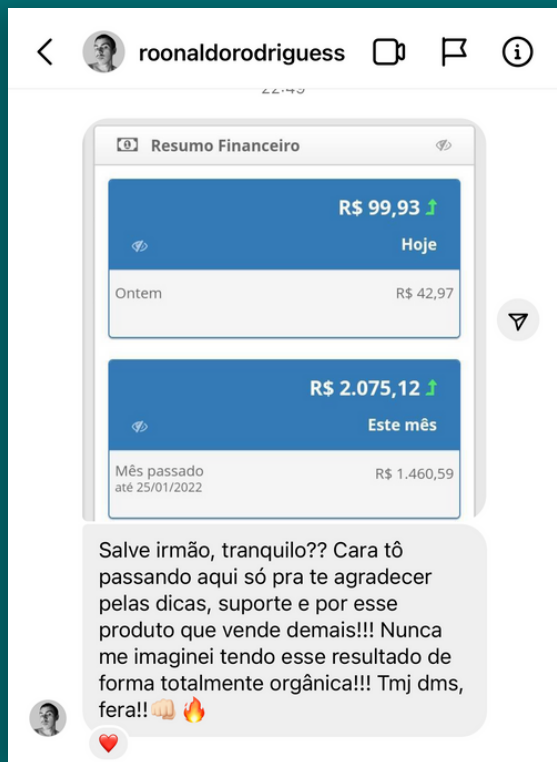 roonaldorodriguess
22:49
Resumo Financeiro
R$ 99,93
Hoje
Ontem
R$ 42,97
R$ 2.075,12
Este mês
Mês passado
até 25/01/2022
R$ 1.460,59
Salve irmão, tranquilo?? Cara tô
passando aqui só pra te agradecer
pelas dicas, suporte e por esse
produto que vende demais!!! Nunca
me imaginei tendo esse resultado de
forma totalmente orgânica!!! Tmj dms,
fera!!👊🏻🔥